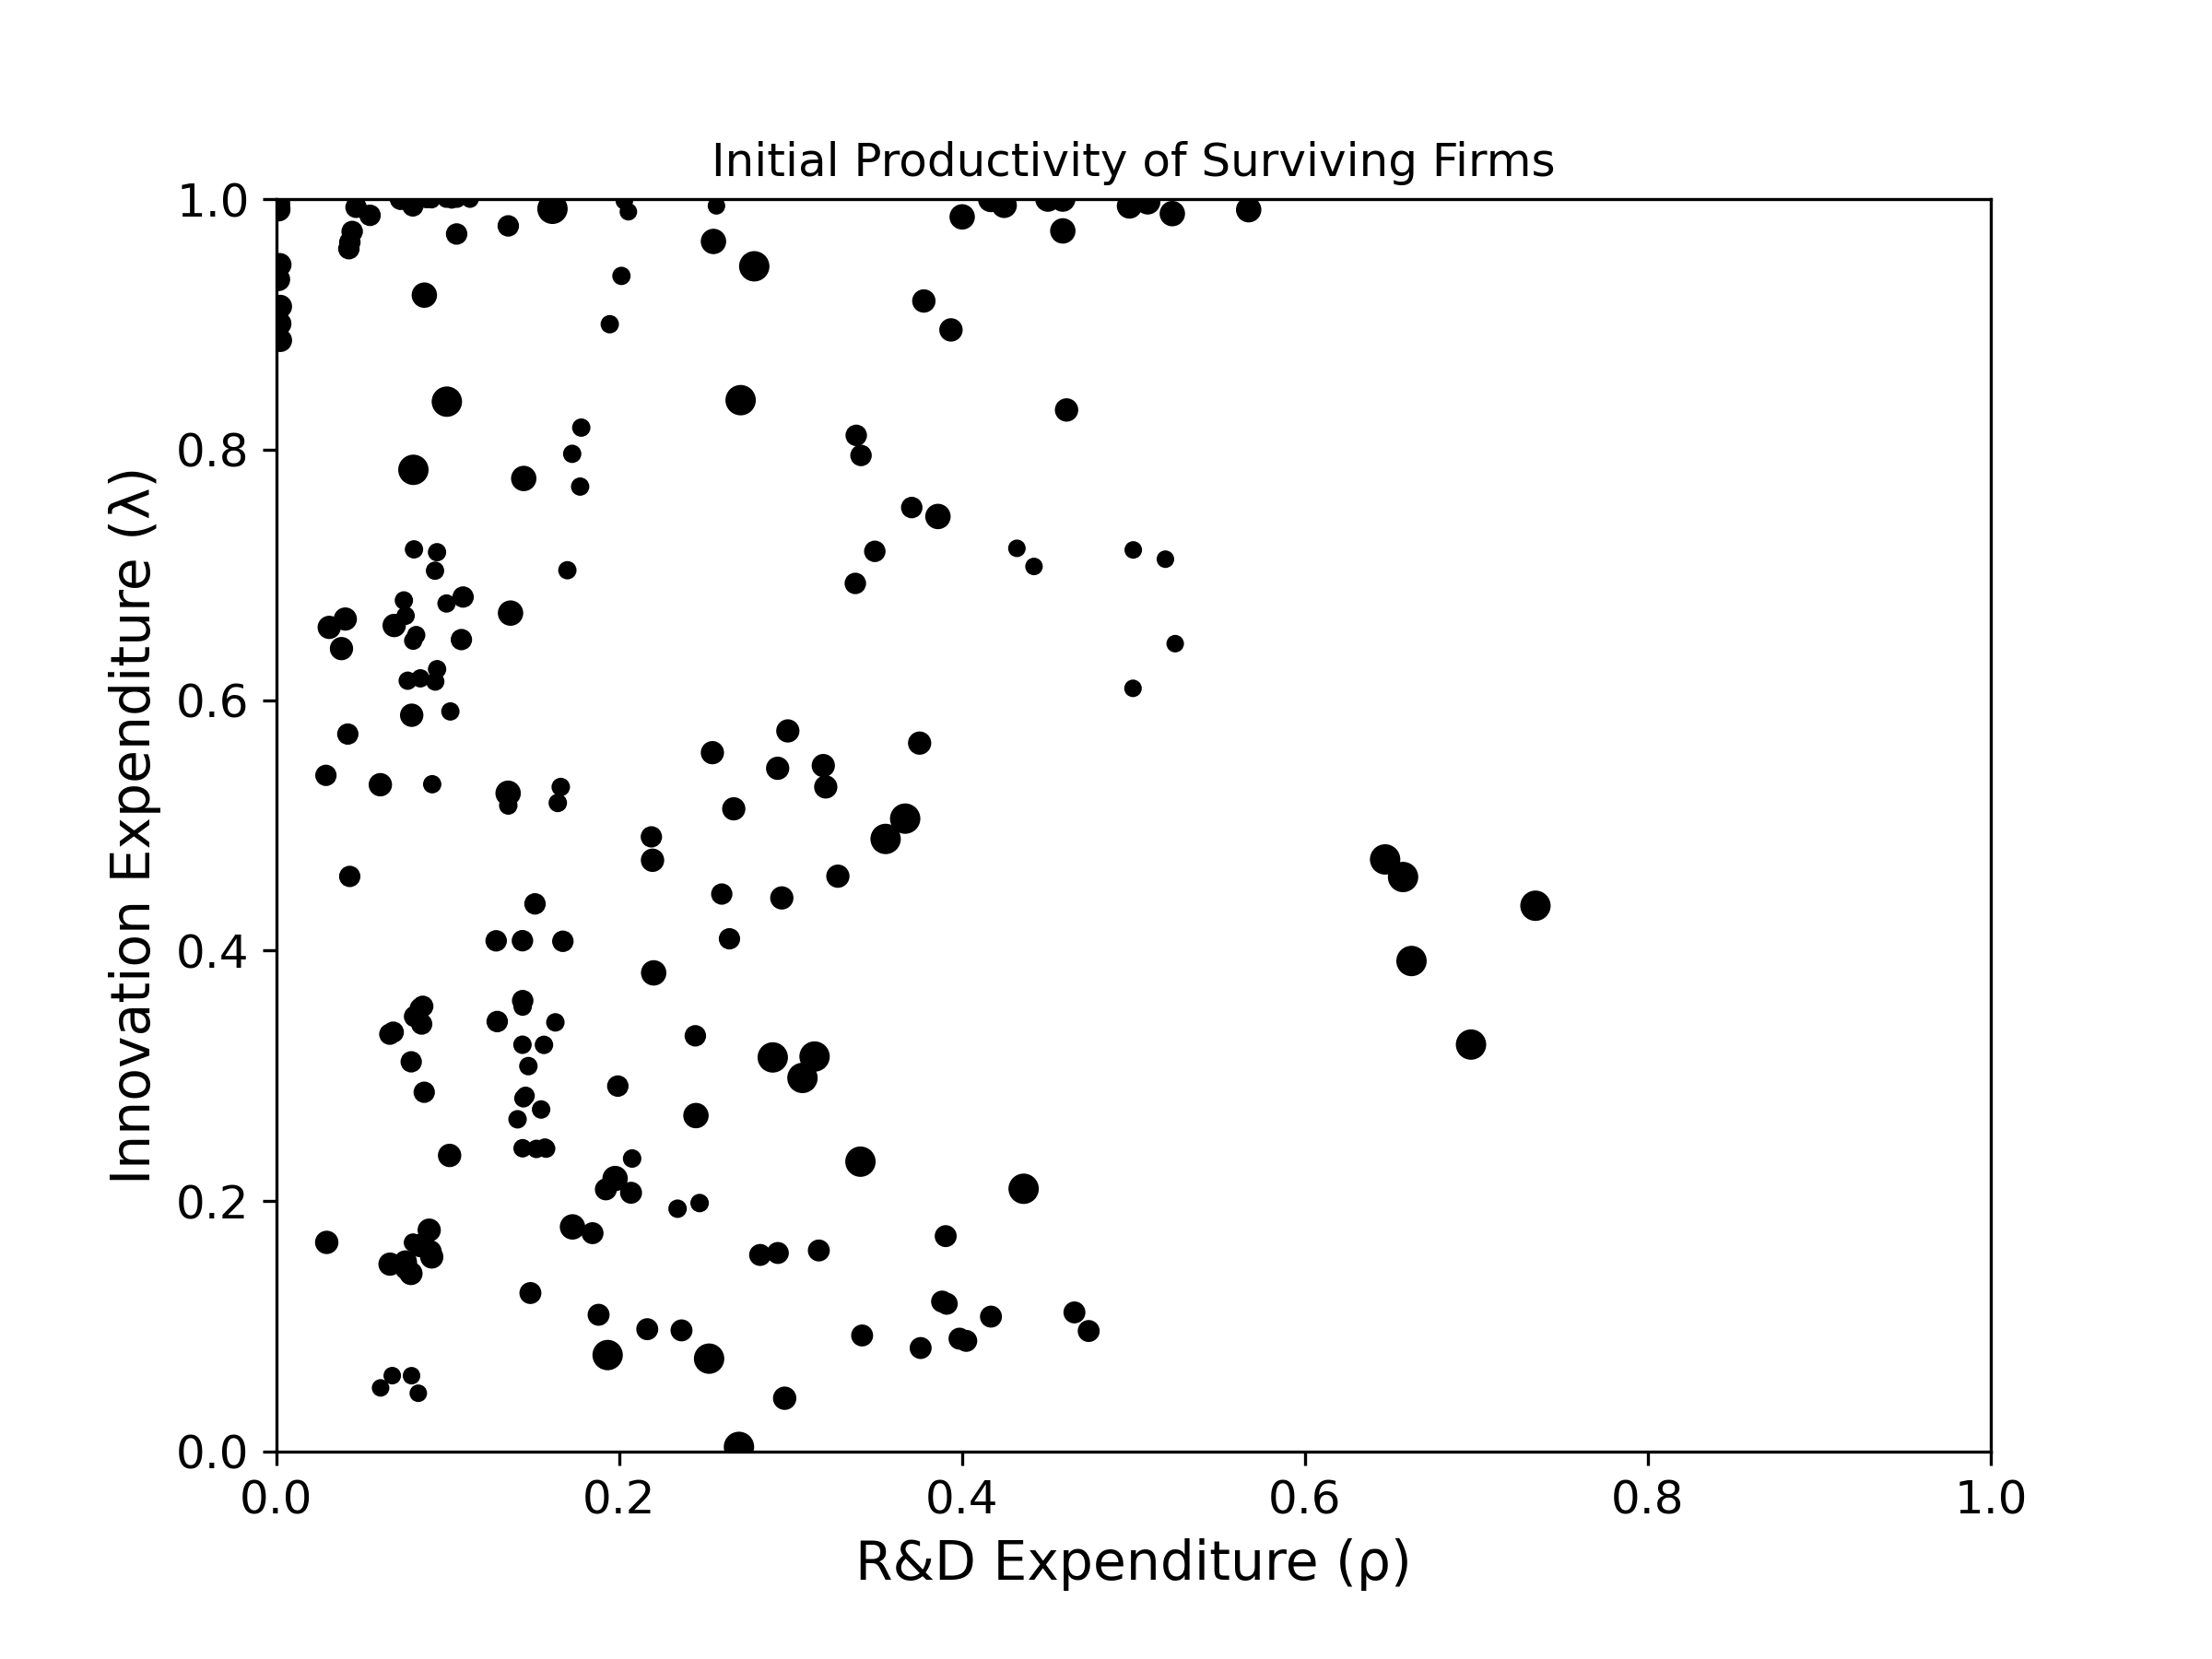 Initial Productivity of Surviving Firms
1.0
0.8
0.6
0.4
0.2
0.0
Innovation Expenditure (λ)
0.0 0.2 0.4 0.6 0.8 1.0
R&D Expenditure (ρ)